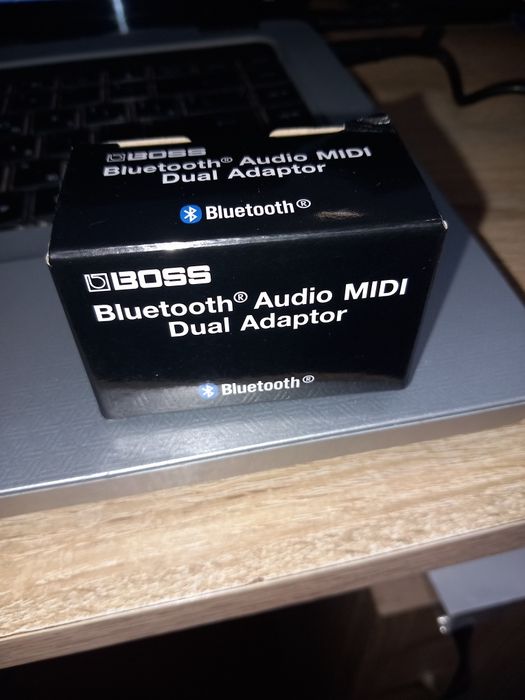 BOSS
Bluetooth® Audio MIDI
Dual Adaptor
Bluetooth®
BOSS
Bluetooth® Audio MIDI
Dual Adaptor
Bluetooth®